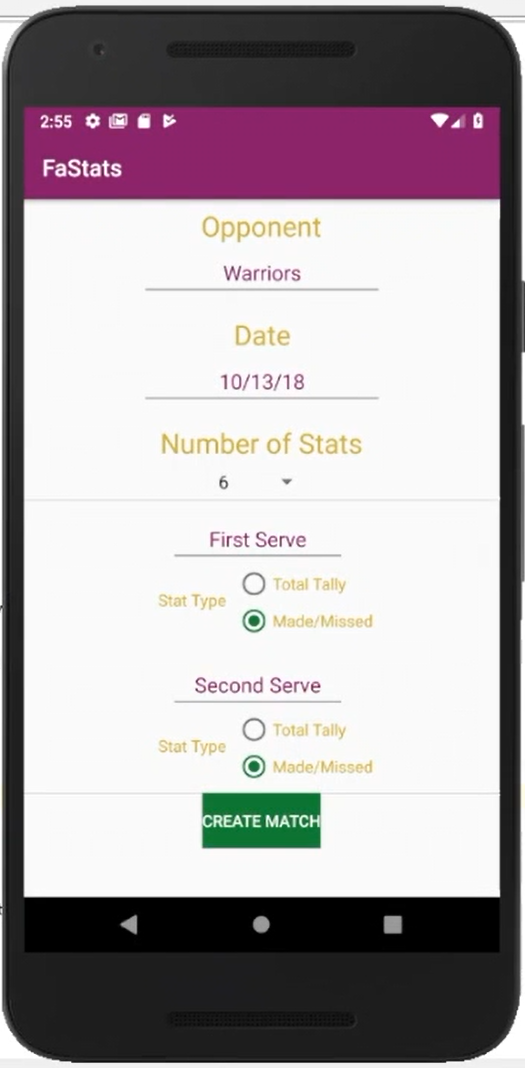 2:55
FaStats
Opponent
Warriors
Date
10/13/18
Number of Stats
6
First Serve
Total Tally
Stat Type
Made/Missed
Second Serve
Total Tally
Stat Type
Made/Missed
CREATE MATCH